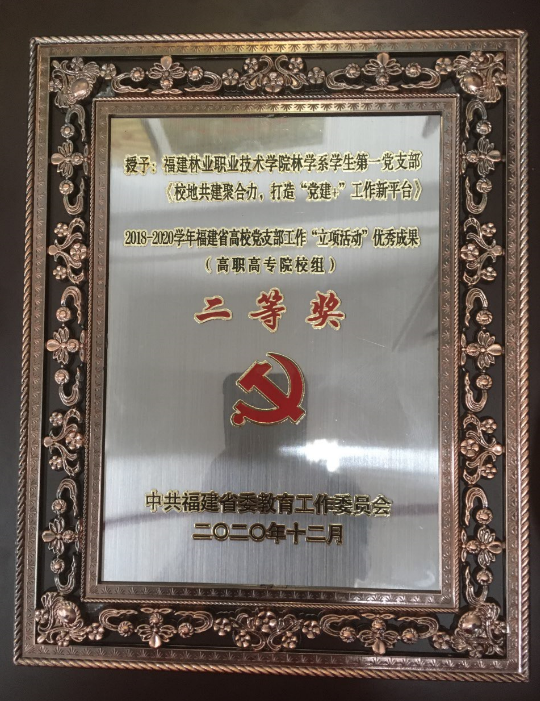 授予：福建林业职业技术学院林学系学生第一党支部
《校地共建聚合力，打造“党建+”工作新平台》
2018-2020学年福建省高校党支部工作“立项活动”优秀成果
（高职高专院校组）
二等奖
中共福建省委教育工作委员会
二〇二〇年十二月